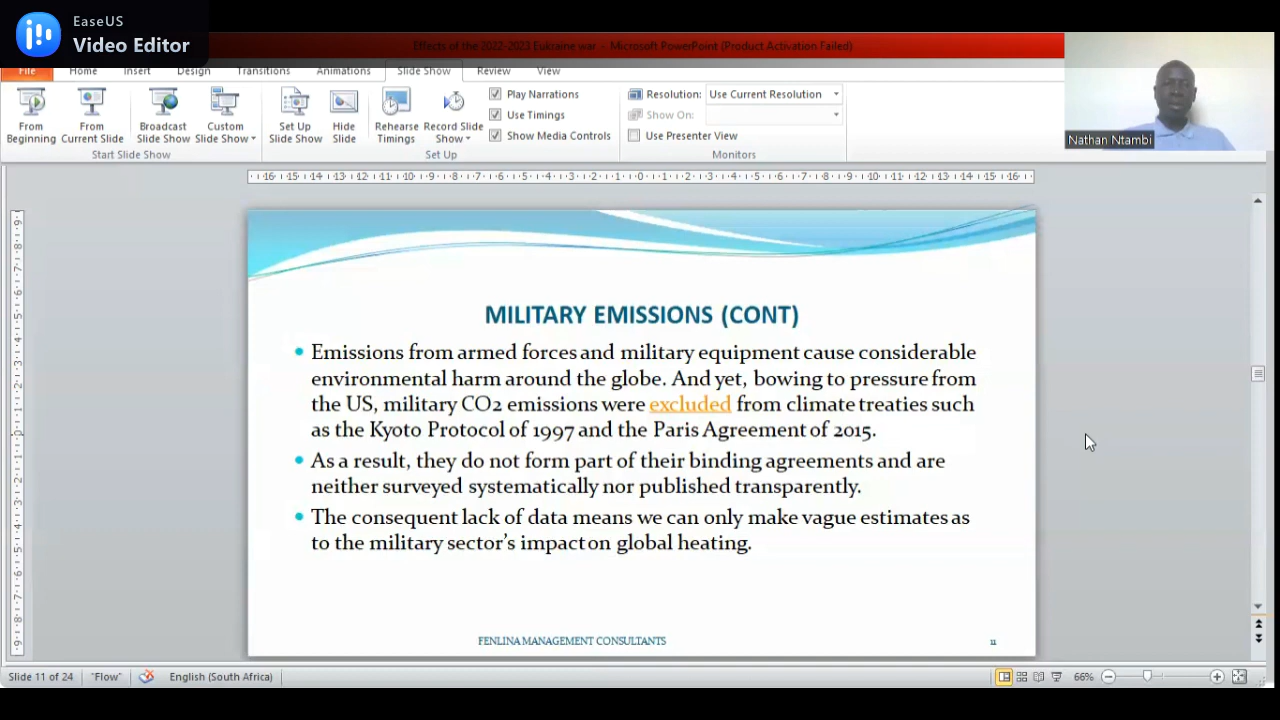 EaseUS
Video Editor
Effects of the 2022-2023 Eukraine war - Microsoft PowerPoint (Product Activation Failed)
File Home Insert Design Transitions Animations Slide Show Review View
From Beginning
From Current Slide
Broadcast Slide Show
Custom Slide Show
Start Slide Show
Set Up Slide Show
Hide Slide
Rehearse Timings
Record Slide Show
Play Narrations
Use Timings
Show Media Controls
Set Up
Resolution: Use Current Resolution
Show On:
Use Presenter View
Monitors
Nathan Ntambi
MILITARY EMISSIONS (CONT)
• Emissions from armed forces and military equipment cause considerable
environmental harm around the globe. And yet, bowing to pressure from
the US, military CO2 emissions were excluded from climate treaties such
as the Kyoto Protocol of 1997 and the Paris Agreement of 2015.
• As a result, they do not form part of their binding agreements and are
neither surveyed systematically nor published transparently.
• The consequent lack of data means we can only make vague estimates as
to the military sector's impact on global heating.
FENLINA MANAGEMENT CONSULTANTS 11
Slide 11 of 24 "Flow" English (South Africa) 66%